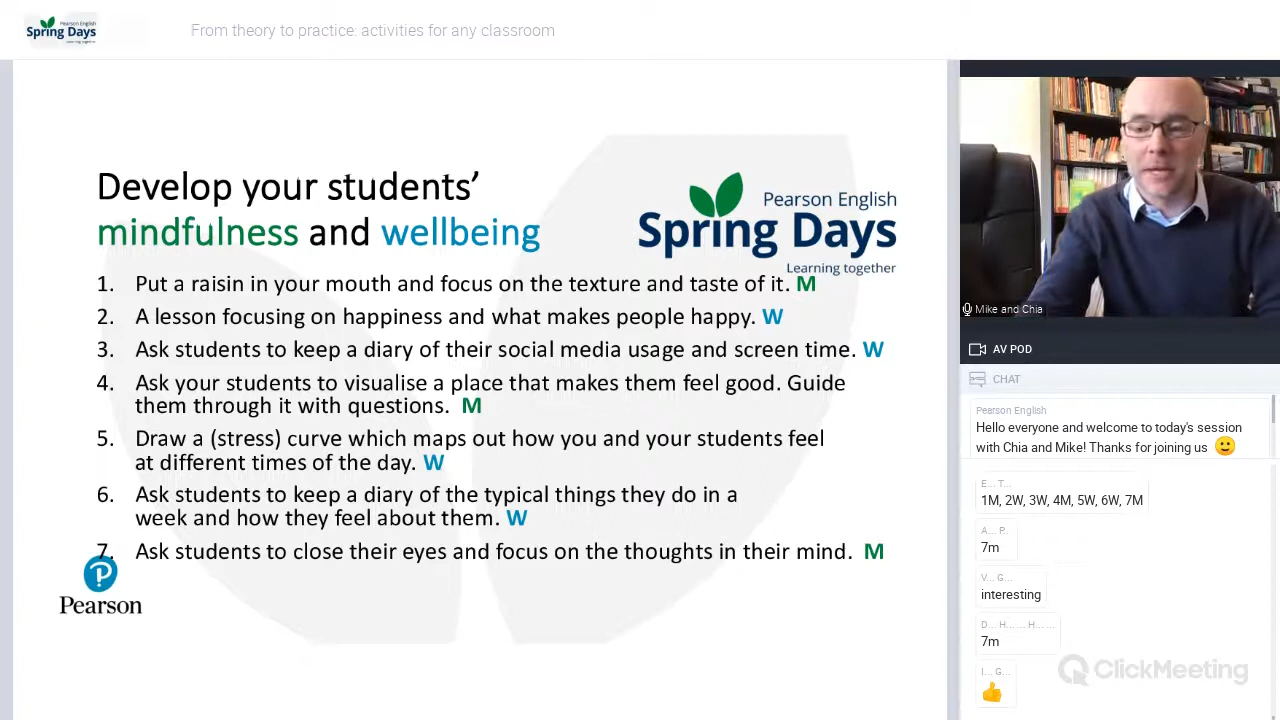 Pearson English
Spring Days
Learning together
From theory to practice: activities for any classroom
Develop your students’
mindfulness and wellbeing
Pearson English
Spring Days
Learning together
1. Put a raisin in your mouth and focus on the texture and taste of it. M
2. A lesson focusing on happiness and what makes people happy. W
3. Ask students to keep a diary of their social media usage and screen time. W
4. Ask your students to visualise a place that makes them feel good. Guide
them through it with questions. M
5. Draw a (stress) curve which maps out how you and your students feel
at different times of the day. W
6. Ask students to keep a diary of the typical things they do in a
week and how they feel about them. W
7. Ask students to close their eyes and focus on the thoughts in their mind. M
P
Pearson
Mike and Chia
AV POD
CHAT
Pearson English
Hello everyone and welcome to today's session
with Chia and Mike! Thanks for joining us
E... T...
1M, 2W, 3W, 4M, 5W, 6W, 7M
A... P..
7m
V... G...
interesting
D... H.... H... ...
7m
I... G...
ClickMeeting